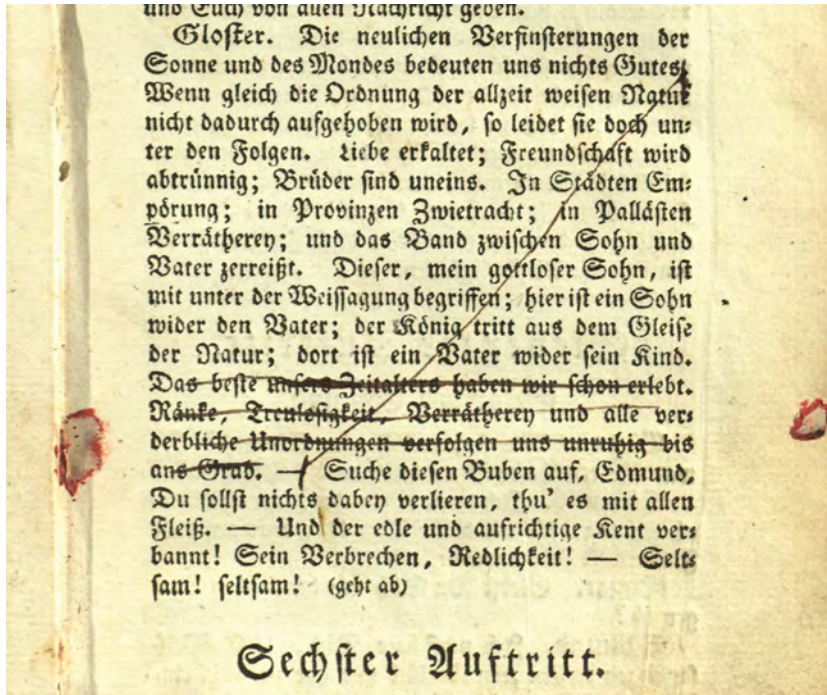 und Euch von allen Nachricht geben.
Gloster. Die neulichen Verfinsterungen der
Sonne und des Mondes bedeuten uns nichts Gutes.
Wenn gleich die Ordnung der allzeit weisen Natur
nicht dadurch aufgehoben wird, so leidet sie doch un⸗
ter den Folgen. Liebe erkaltet; Freundschaft wird
abtrünnig; Brüder sind uneins. In Städten Em⸗
pörung; in Provinzen Zwietracht; in Pallästen
Verrätherey; und das Band zwischen Sohn und
Vater zerreißt. Dieser, mein gottloser Sohn, ist
mit unter der Weissagung begriffen; hier ist ein Sohn
wider den Vater; der König tritt aus dem Gleise
der Natur; dort ist ein Vater wider sein Kind.
Das beste unsers Zeitalters haben wir schon erlebt.
Ränke, Treulosigkeit, Verrätherey und alle ver⸗
derbliche Unordnungen verfolgen uns unruhig bis
ans Grab. — Suche diesen Buben auf, Edmund,
Du sollst nichts dabey verlieren, thu' es mit allen
Fleiß. — Und der edle und aufrichtige Kent ver⸗
bannt! Sein Verbrechen, Redlichkeit! — Selt⸗
sam! seltsam! (geht ab)
Sechster Auftritt.